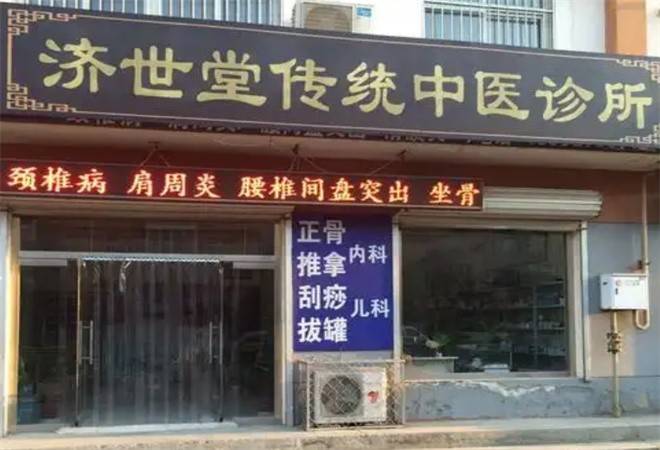 济世堂传统中医诊所
颈椎病 肩周炎 腰椎间盘突出 坐骨
正骨
推拿
刮痧
拔罐
内科
儿科